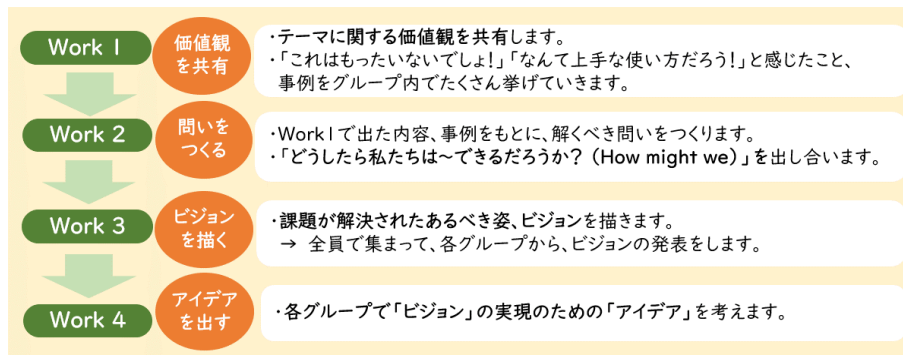 Work 1
価値観
を共有
・テーマに関する価値観を共有します。
・「これはもったいないでしょ!」「なんて上手な使い方だろう!」と感じたこと、
事例をグループ内でたくさん挙げていきます。
Work 2
問いを
つくる
・Work1で出た内容、事例をもとに、解くべき問いをつくります。
・「どうしたら私たちは~できるだろうか? (How might we)」を出し合います。
Work 3
ビジョン
を描く
・課題が解決されたあるべき姿、ビジョンを描きます。
→ 全員で集まって、各グループから、ビジョンの発表をします。
Work 4
アイデア
を出す
・各グループで「ビジョン」の実現のための「アイデア」を考えます。